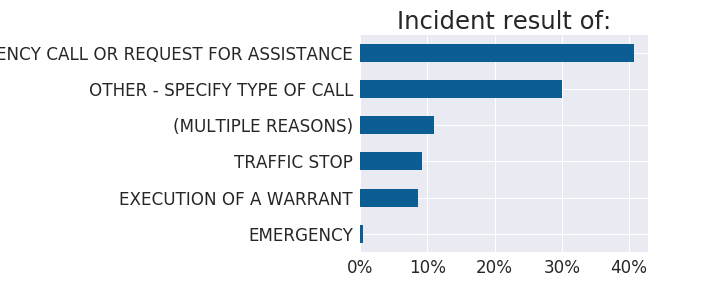 Incident result of:
ENCY CALL OR REQUEST FOR ASSISTANCE
OTHER - SPECIFY TYPE OF CALL
(MULTIPLE REASONS)
TRAFFIC STOP
EXECUTION OF A WARRANT
EMERGENCY
0% 10% 20% 30% 40%